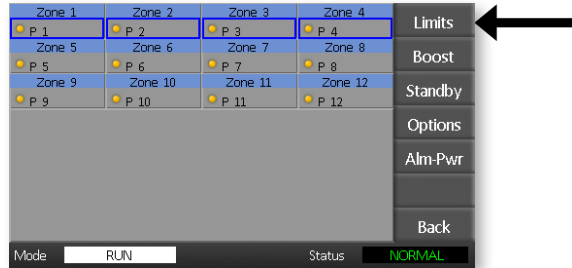 Zone 1 Zone 2 Zone 3 Zone 4
P 1 P 2 P 3 P 4
Zone 5 Zone 6 Zone 7 Zone 8
P 5 P 6 P 7 P 8
Zone 9 Zone 10 Zone 11 Zone 12
P 9 P 10 P 11 P 12
Limits
Boost
Standby
Options
Alm-Pwr
Back
Mode RUN Status NORMAL